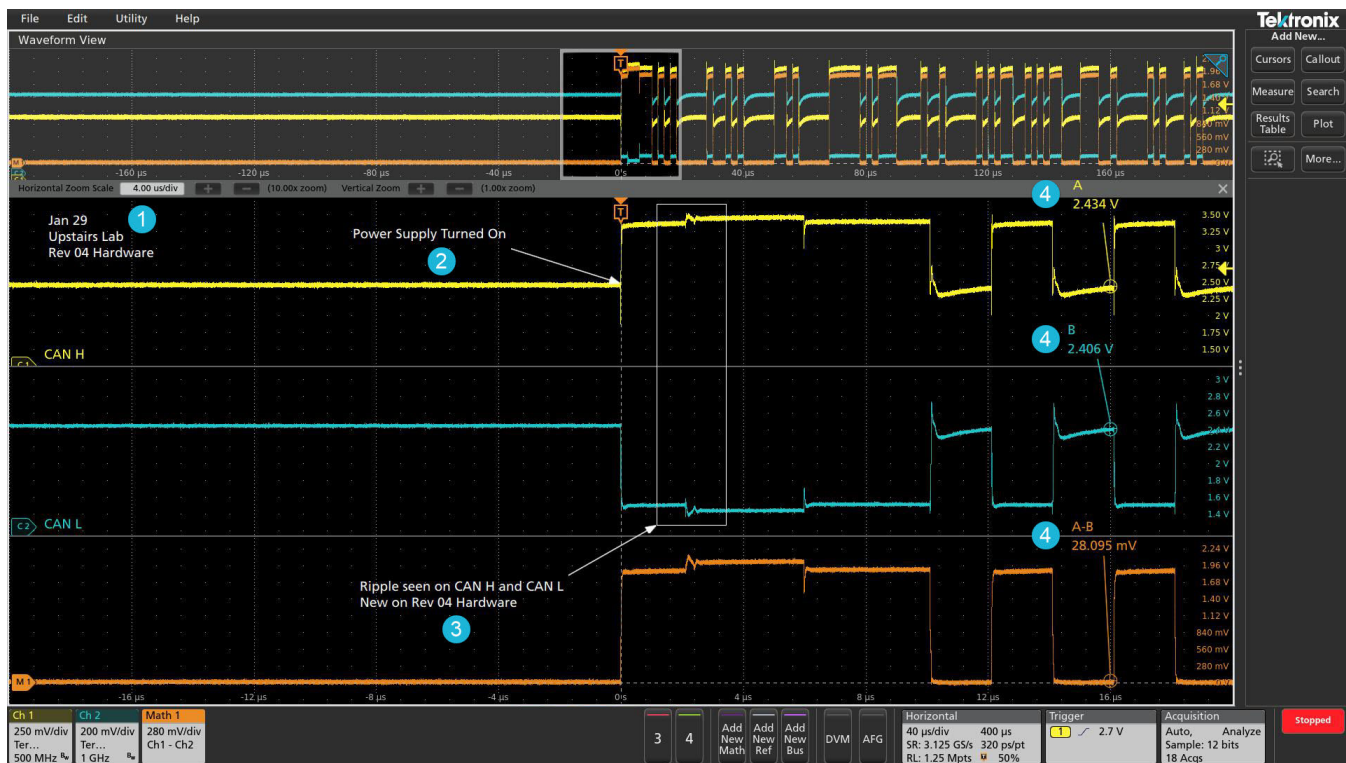 File Edit Utility Help
Tektronix
Waveform View
Add New...
Cursors Callout
Measure Search
Results Table Plot
More...
T
1.96
1.68 V
1.12 V
840 mV
560 mV
280 mV
0 V
M
-160 µs -120 µs -80 µs -40 µs 0 s 40 µs 80 µs 120 µs 160 µs
Horizontal Zoom Scale 4.00 us/div + - (10.00x zoom) Vertical Zoom + - (1.00x zoom)
Jan 29
Upstairs Lab
Rev 04 Hardware
1
Power Supply Turned On
2
T
4
A
2.434 V
3.50 V
3.25 V
3 V
2.75
2.50 V
2.25 V
2 V
1.75 V
1.50 V
CAN H
4
B
2.406 V
3 V
2.8 V
2.6 V
2.4 V
2.2 V
2 V
1.8 V
1.6 V
1.4 V
C2 CAN L
4
A-B
28.095 mV
2.24 V
1.96 V
1.68 V
1.40 V
1.12 V
840 mV
560 mV
280 mV
0 V
Ripple seen on CAN H and CAN L
New on Rev 04 Hardware
3
M 1
-16 µs -12 µs -8 µs -4 µs 0 s 4 µs 8 µs 12 µs 16 µs
Ch 1
250 mV/div
Ter...
500 MHz Bw
Ch 2
200 mV/div
Ter...
1 GHz Bw
Math 1
280 mV/div
Ch1 - Ch2
3
4
Add New Math
Add New Ref
Add New Bus
DVM
AFG
Horizontal
40 µs/div 400 µs
SR: 3.125 GS/s 320 ps/pt
RL: 1.25 Mpts 50%
Trigger
1 2.7 V
Acquisition
Auto, Analyze
Sample: 12 bits
18 Acqs
Stopped